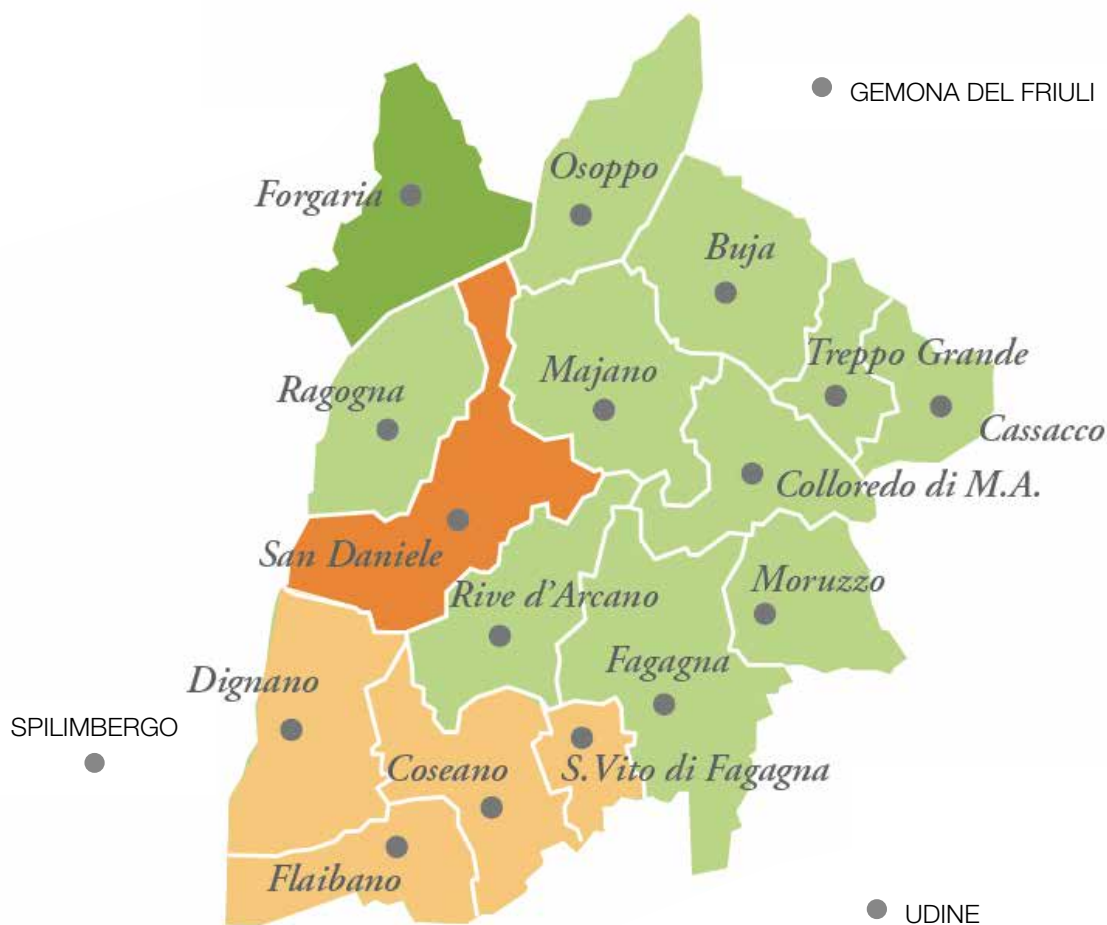 GEMONA DEL FRIULI
Osoppo
Forgaria
Buja
Treppo Grande
Majano
Ragogna
Cassacco
Colloredo di M.A.
San Daniele
Moruzzo
Rive d'Arcano
Fagagna
Dignano
SPILIMBERGO
Coseano
S. Vito di Fagagna
Flaibano
UDINE